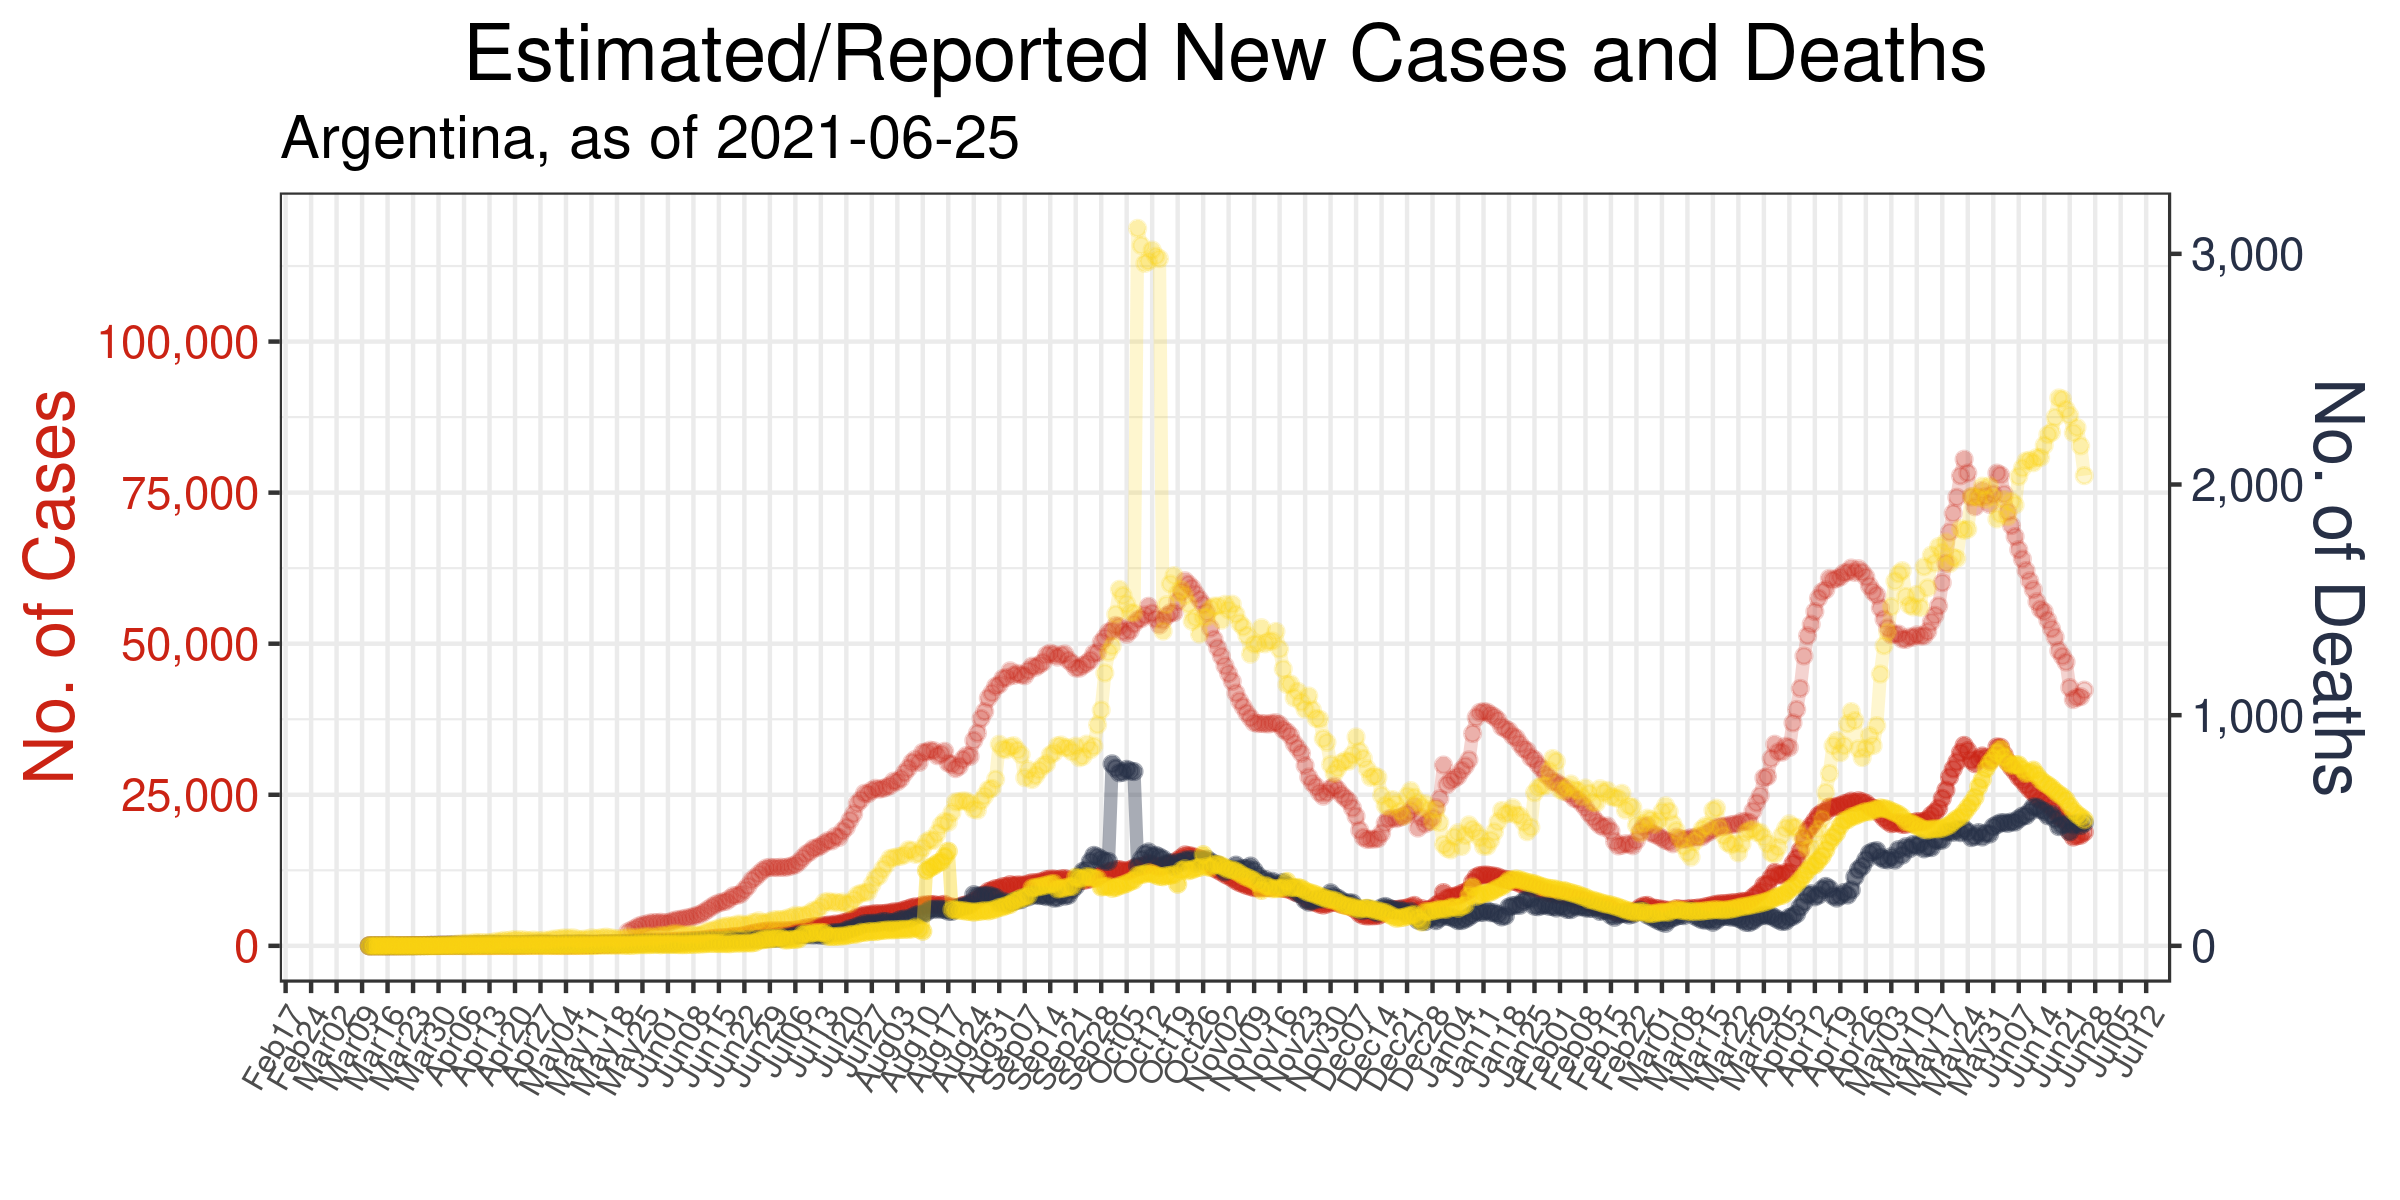 Estimated/Reported New Cases and Deaths
Argentina, as of 2021-06-25
No. of Cases
100,000
75,000
50,000
25,000
0
3,000
2,000
1,000
0
No. of Deaths
Feb17
Feb24
Mar02
Mar09
Mar16
Mar23
Mar30
Apr06
Apr13
Apr20
Apr27
May04
May11
May18
May25
Jun01
Jun08
Jun15
Jun22
Jun29
Jul06
Jul13
Jul20
Jul27
Aug03
Aug10
Aug17
Aug24
Aug31
Sep07
Sep14
Sep21
Sep28
Oct05
Oct12
Oct19
Oct26
Nov02
Nov09
Nov16
Nov23
Nov30
Dec07
Dec14
Dec21
Dec28
Jan04
Jan11
Jan18
Jan25
Feb01
Feb08
Feb15
Feb22
Mar01
Mar08
Mar15
Mar22
Mar29
Apr05
Apr12
Apr19
Apr26
May03
May10
May17
May24
May31
Jun07
Jun14
Jun21
Jun28
Jul05
Jul12